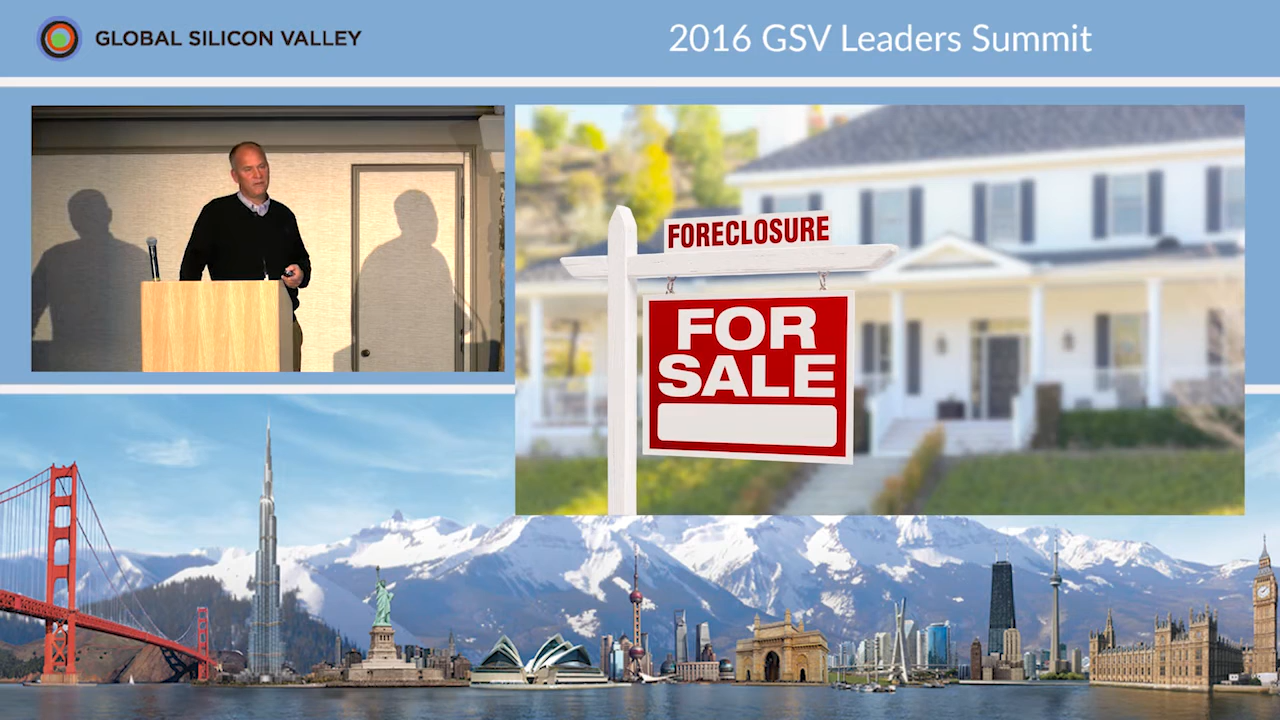 GLOBAL SILICON VALLEY
2016 GSV Leaders Summit
FORECLOSURE
FOR
SALE